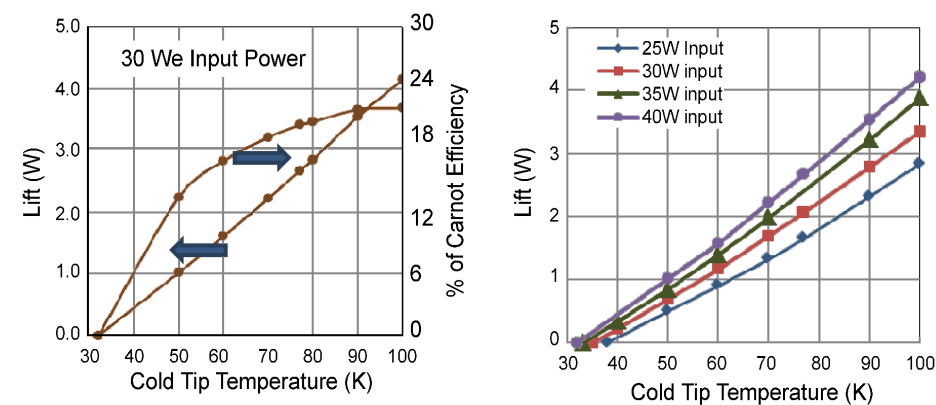 5.0
4.0
3.0
2.0
1.0
0.0
30 We Input Power
30
24
18
12
6
0
30 40 50 60 70 80 90 100
Lift (W)
% of Carnot Efficiency
Cold Tip Temperature (K)
5
4
3
2
1
0
25W Input
30W input
35W input
40W input
30 40 50 60 70 80 90 100
Lift (W)
Cold Tip Temperature (K)